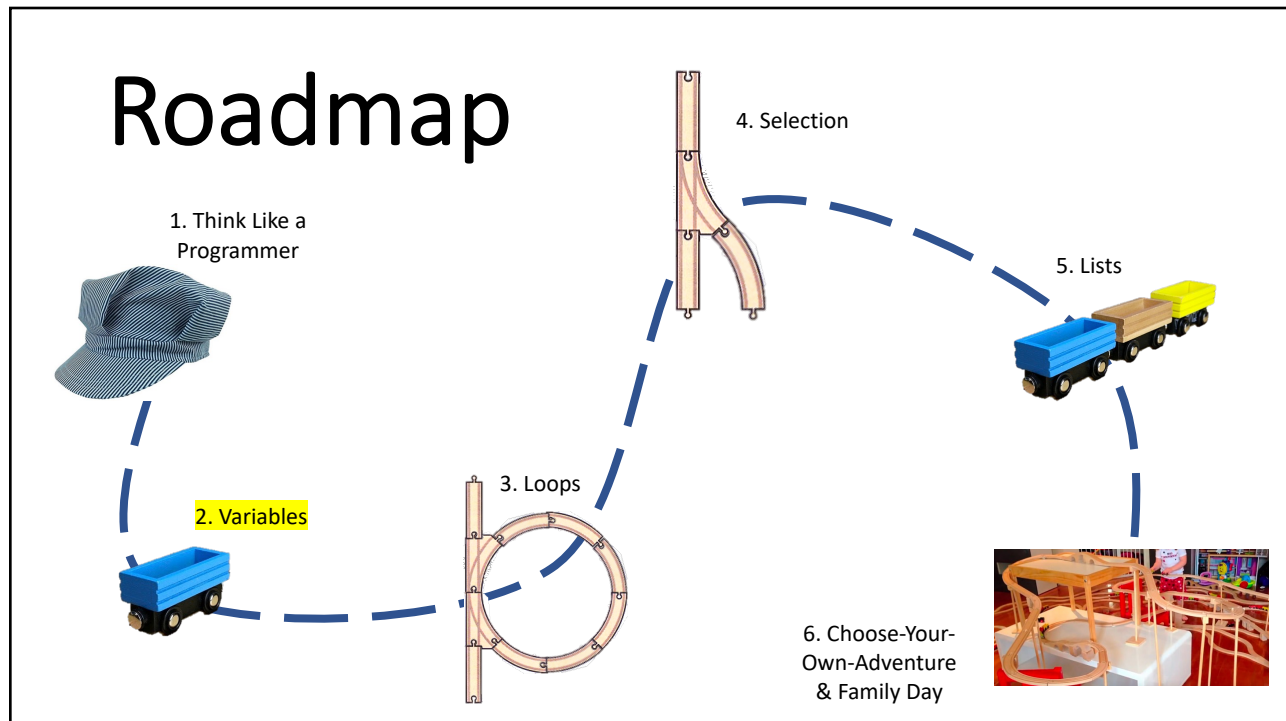 Roadmap
1. Think Like a
Programmer
2. Variables
3. Loops
4. Selection
5. Lists
6. Choose-Your-
Own-Adventure
& Family Day